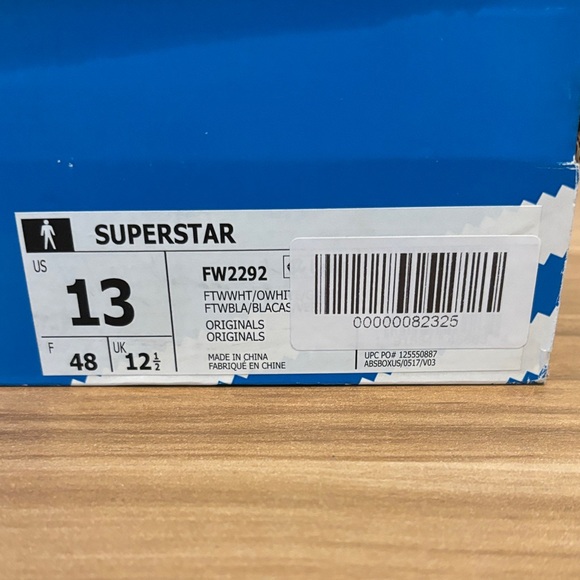 SUPERSTAR
US
13
F
48
UK
12 1/2
FW2292
FTWWHT/OWHIT
FTWBLA/BLACAS
ORIGINALS
ORIGINALS
MADE IN CHINA
FABRIQUÉ EN CHINE
00000082325
UPC PO# 125550887
ABSBOXUS/0517/V03